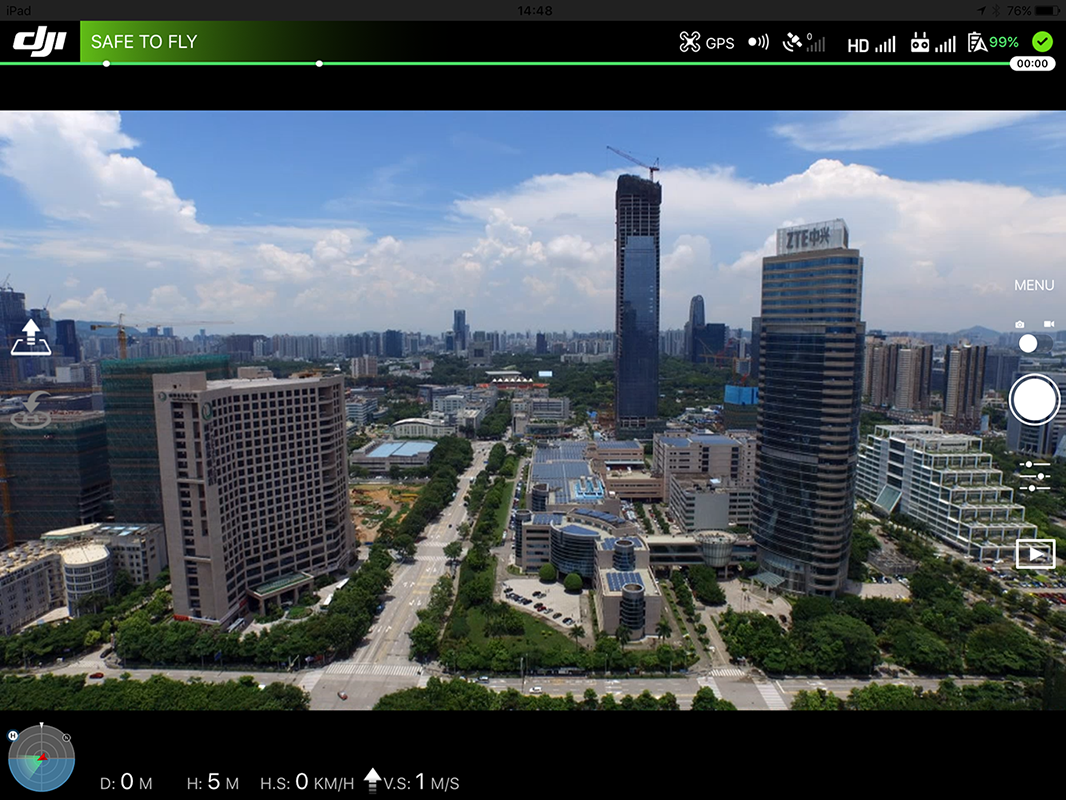 iPad
14:48
76%
dji
SAFE TO FLY
GPS
0
HD
99%
00:00
ZTE中兴
MENU
H
N
D: 0 M H: 5 M H.S: 0 KM/H V.S: 1 M/S